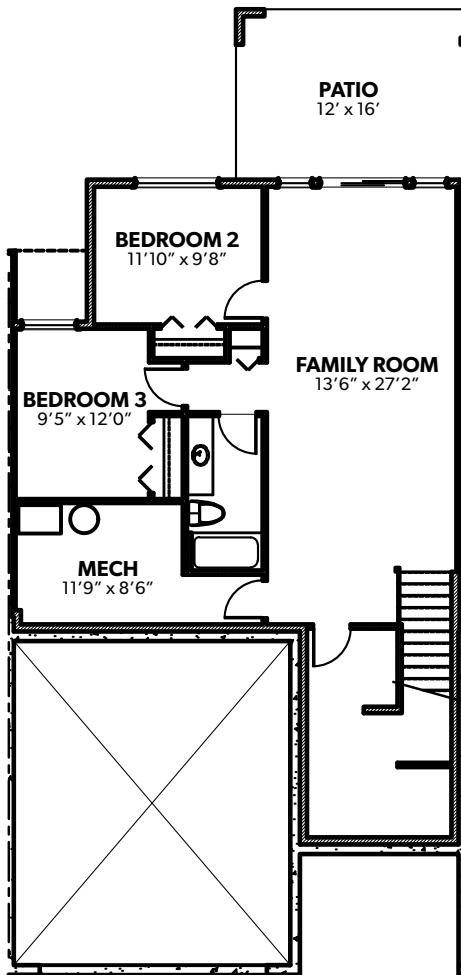 PATIO
12’ x 16’
BEDROOM 2
11’10” x 9’8”
FAMILY ROOM
13’6” x 27’2”
BEDROOM 3
9’5” x 12’0”
MECH
11’9” x 8’6”